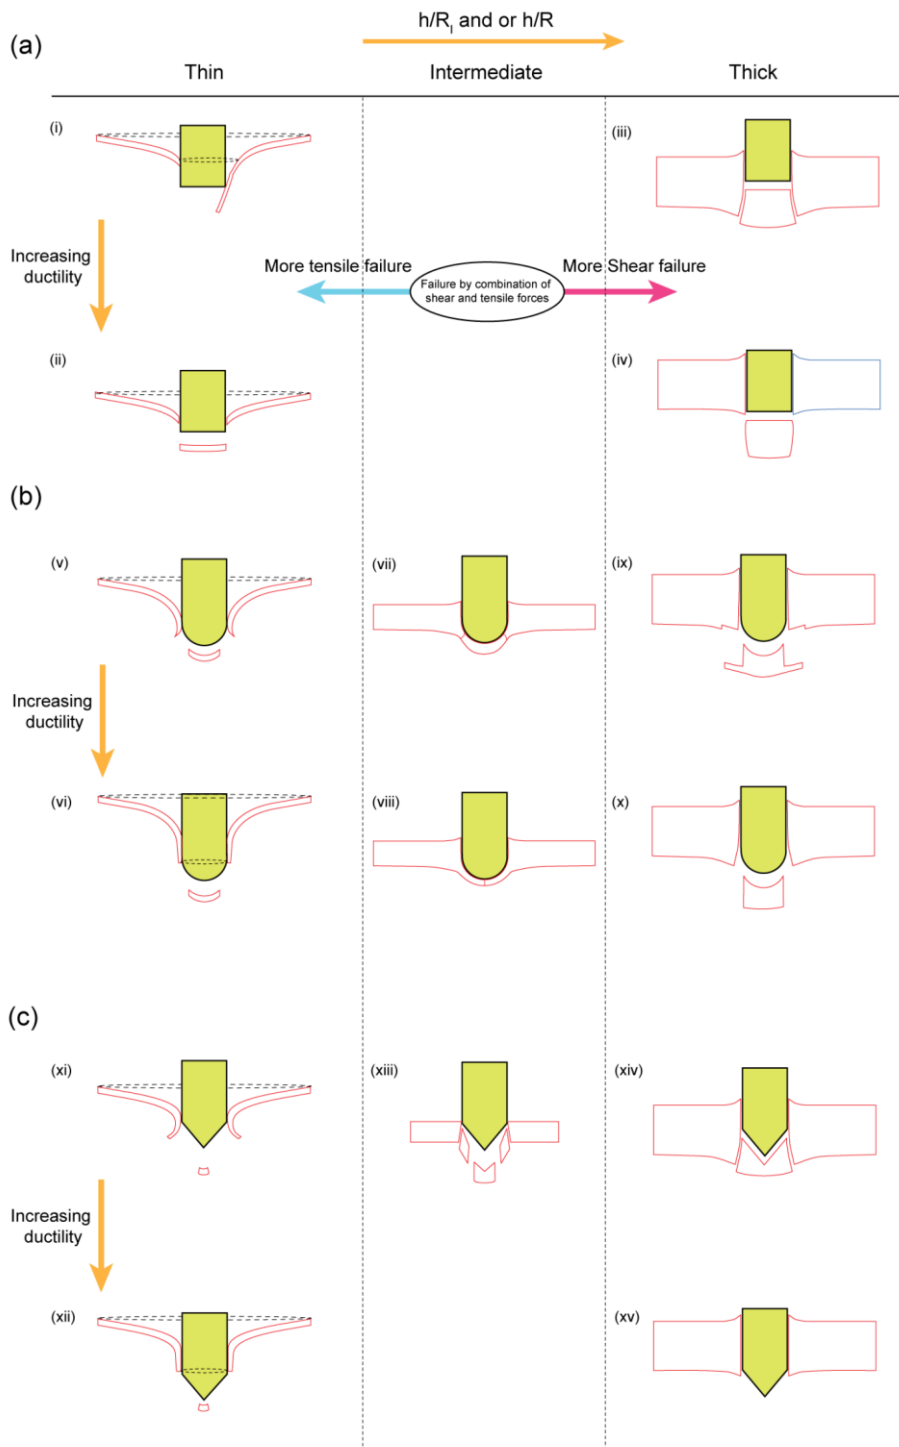 h/R_I and or h/R
(a)
Thin
Intermediate
Thick
(i)
(iii)
Increasing
ductility
More tensile failure
Failure by combination of
shear and tensile forces
More Shear failure
(ii)
(iv)
(b)
(v)
(vii)
(ix)
Increasing
ductility
(vi)
(viii)
(x)
(c)
(xi)
(xiii)
(xiv)
Increasing
ductility
(xii)
(xv)